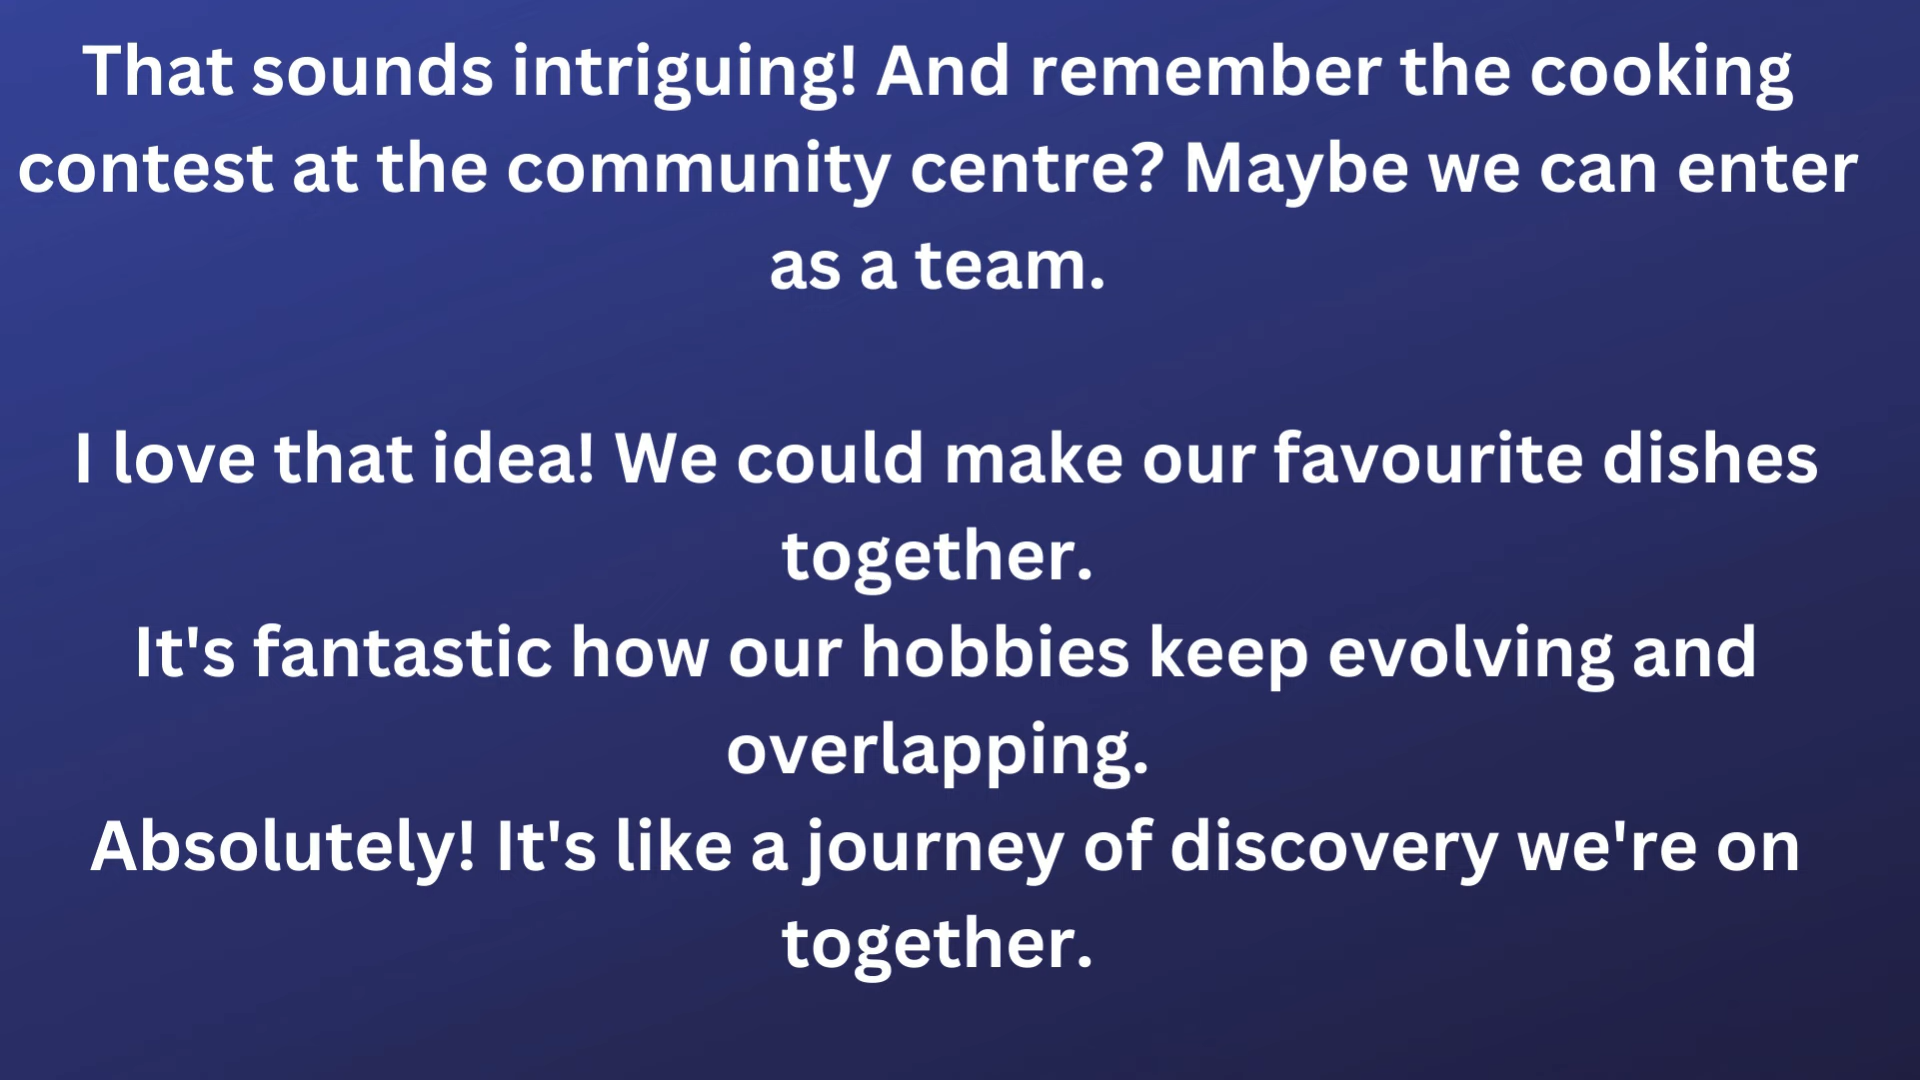 That sounds intriguing! And remember the cooking
contest at the community centre? Maybe we can enter
as a team.
I love that idea! We could make our favourite dishes
together.
It's fantastic how our hobbies keep evolving and
overlapping.
Absolutely! It's like a journey of discovery we're on
together.